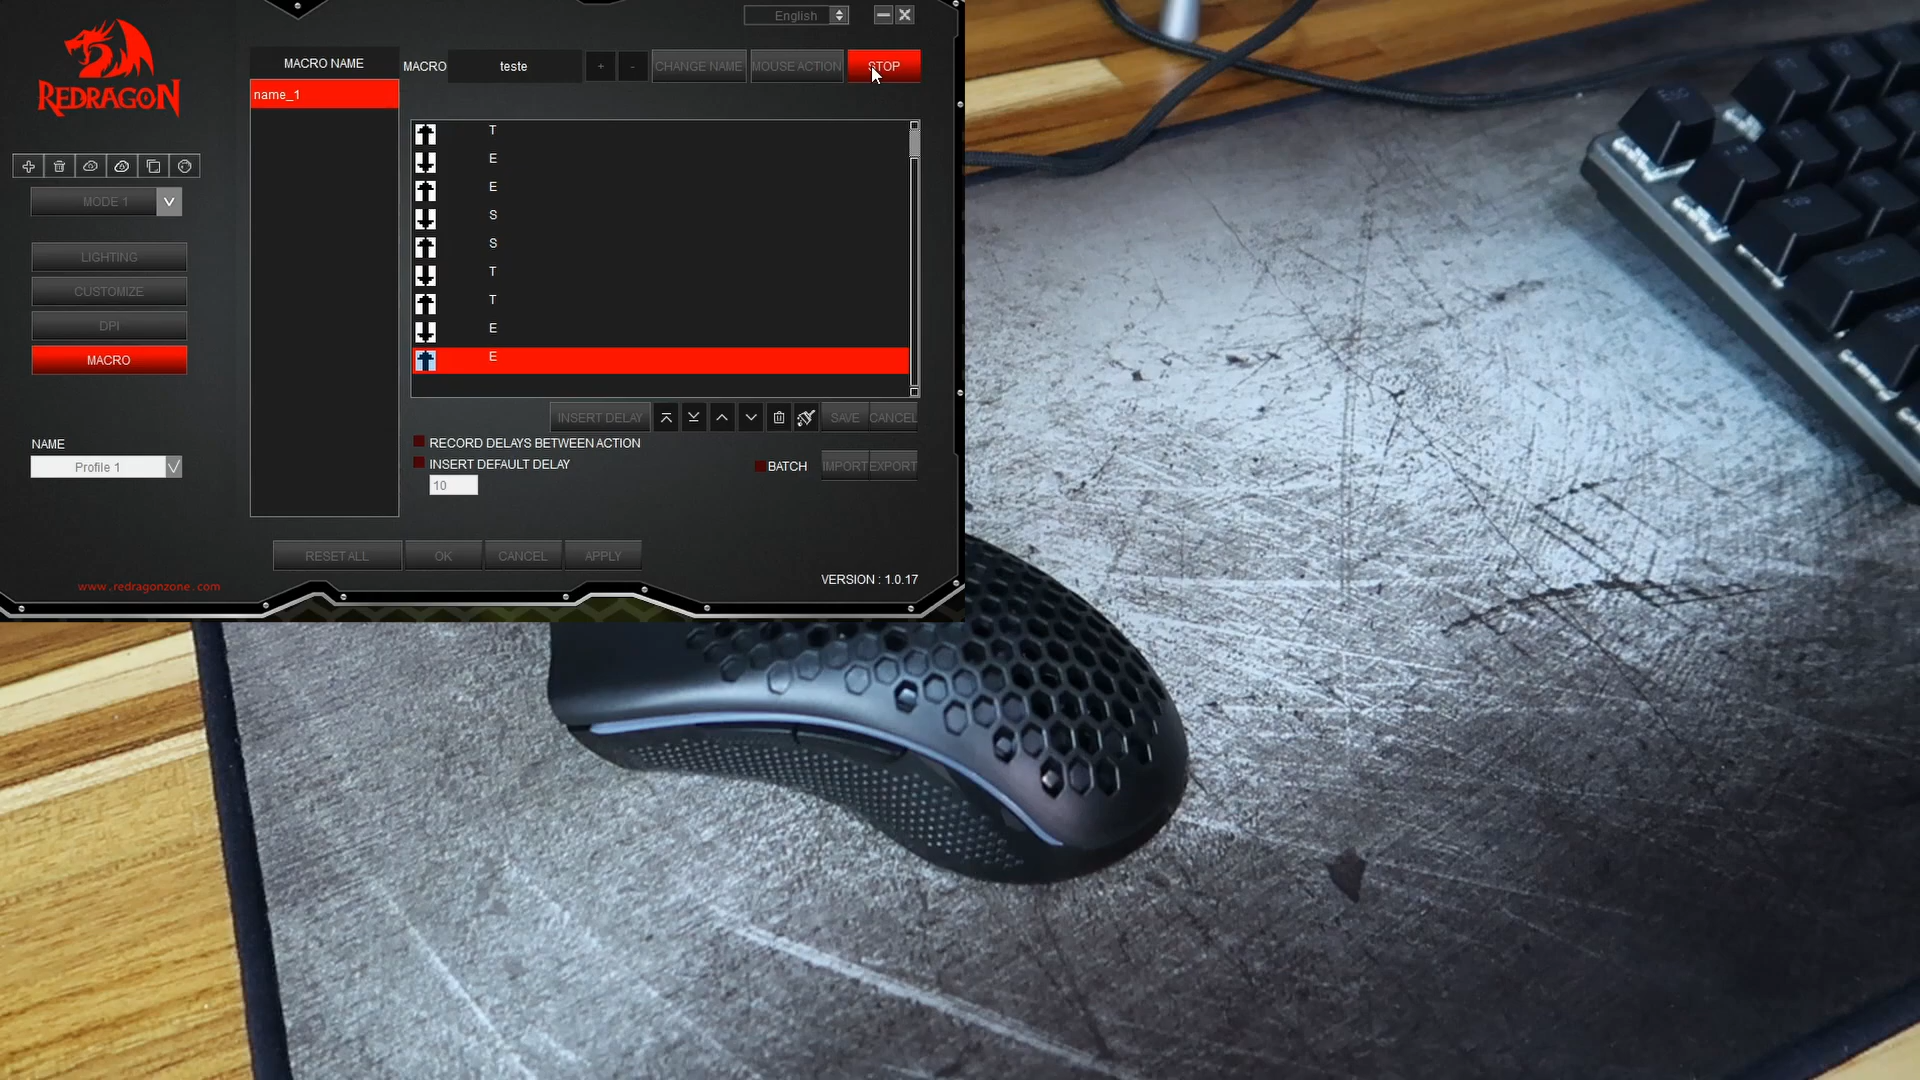 English
REDRAGON
MACRO NAME
MACRO
teste
+
-
CHANGE NAME
MOUSE ACTION
STOP
name_1
T
E
E
S
S
T
T
E
E
MODE 1
LIGHTING
CUSTOMIZE
DPI
MACRO
INSERT DELAY
SAVE
CANCEL
RECORD DELAYS BETWEEN ACTION
INSERT DEFAULT DELAY
10
BATCH
IMPORT
EXPORT
NAME
Profile 1
RESET ALL
OK
CANCEL
APPLY
VERSION : 1.0.17
www.redragonzone.com
Esc
Tab